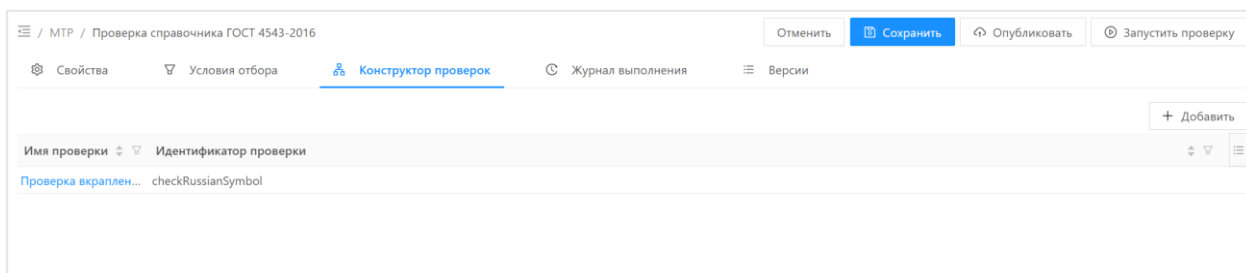 / МТР / Проверка справочника ГОСТ 4543-2016 Отменить Сохранить Опубликовать Запустить проверку
Свойства Условия отбора Конструктор проверок Журнал выполнения Версии
+ Добавить
Имя проверки Идентификатор проверки
Проверка вкраплен... checkRussianSymbol